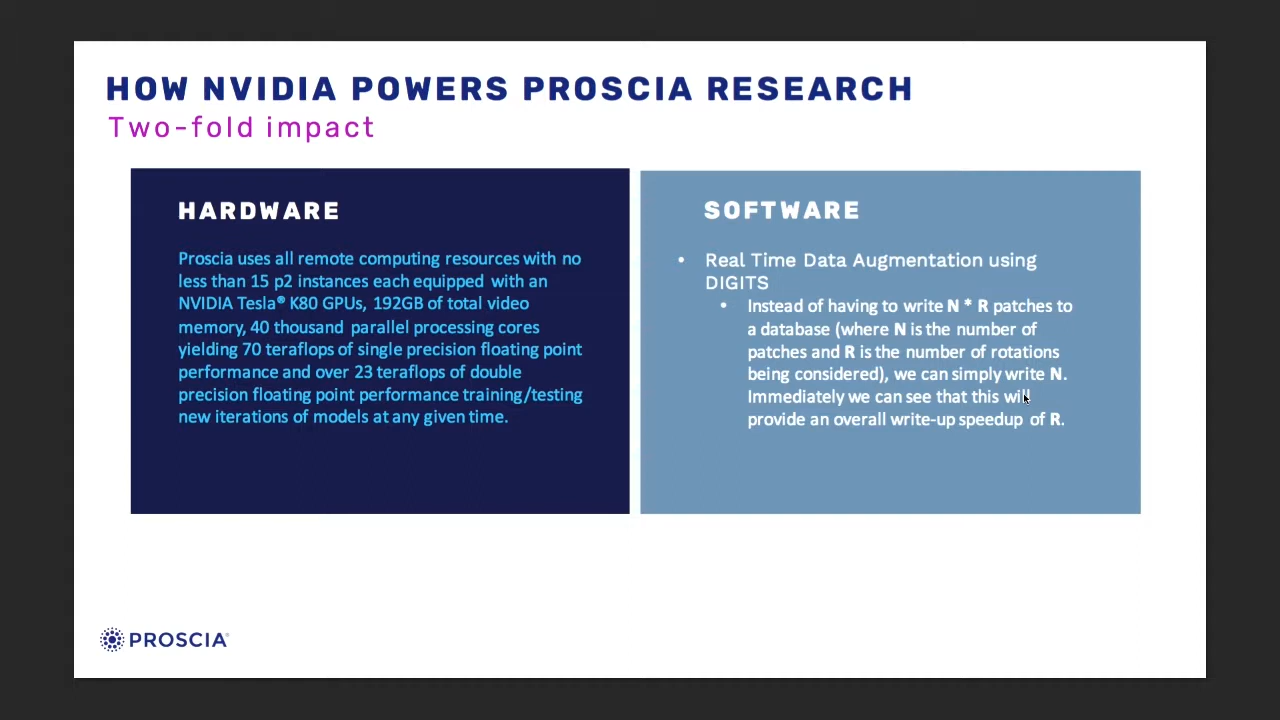 HOW NVIDIA POWERS PROSCIA RESEARCH
Two-fold impact
HARDWARE
Proscia uses all remote computing resources with no
less than 15 p2 instances each equipped with an
NVIDIA Tesla® K80 GPUs, 192GB of total video
memory, 40 thousand parallel processing cores
yielding 70 teraflops of single precision floating point
performance and over 23 teraflops of double
precision floating point performance training/testing
new iterations of models at any given time.
SOFTWARE
• Real Time Data Augmentation using
DIGITS
• Instead of having to write N * R patches to
a database (where N is the number of
patches and R is the number of rotations
being considered), we can simply write N.
Immediately we can see that this will
provide an overall write-up speedup of R.
PROSCIA